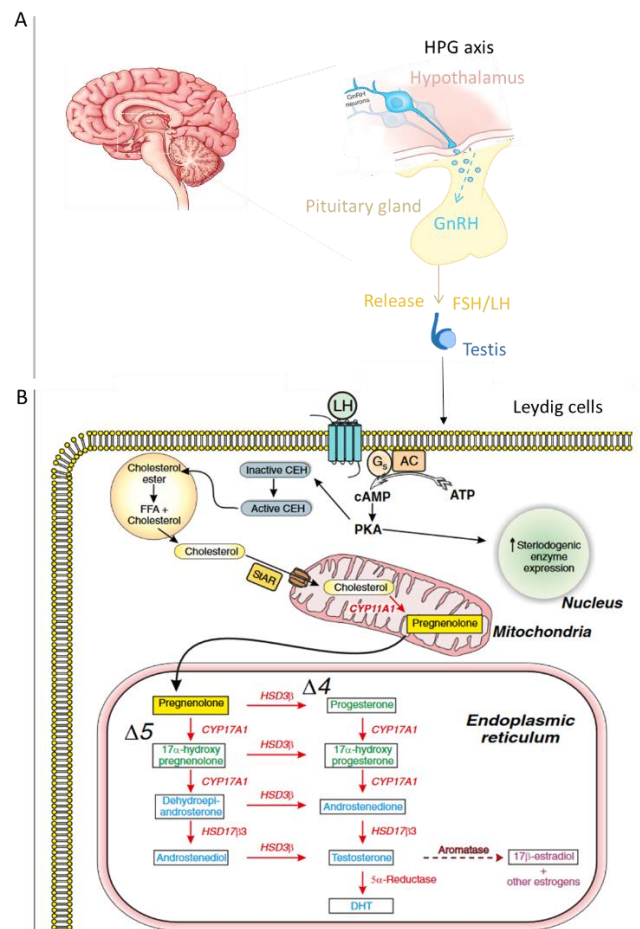 A
HPG axis
Hypothalamus
GnRH
neurons
Pituitary gland
GnRH
Release FSH/LH
Testis
B
Leydig cells
LH
Gs
AC
cAMP
ATP
PKA
Inactive CEH
Active CEH
Cholesterol
ester
FFA +
Cholesterol
Cholesterol
StAR
Cholesterol
CYP11A1
Pregnenolone
Mitochondria
↑ Steriodogenic
enzyme
expression
Nucleus
Endoplasmic
reticulum
Δ5
Δ4
Pregnenolone
HSD3β
Progesterone
CYP17A1
CYP17A1
17α-hydroxy
pregnenolone
HSD3β
17α-hydroxy
progesterone
CYP17A1
CYP17A1
Dehydroepi-
androsterone
HSD3β
Androstenedione
HSD17β3
HSD17β3
Androstenediol
HSD3β
Testosterone
Aromatase
17β-estradiol
+
other estrogens
5α-Reductase
DHT